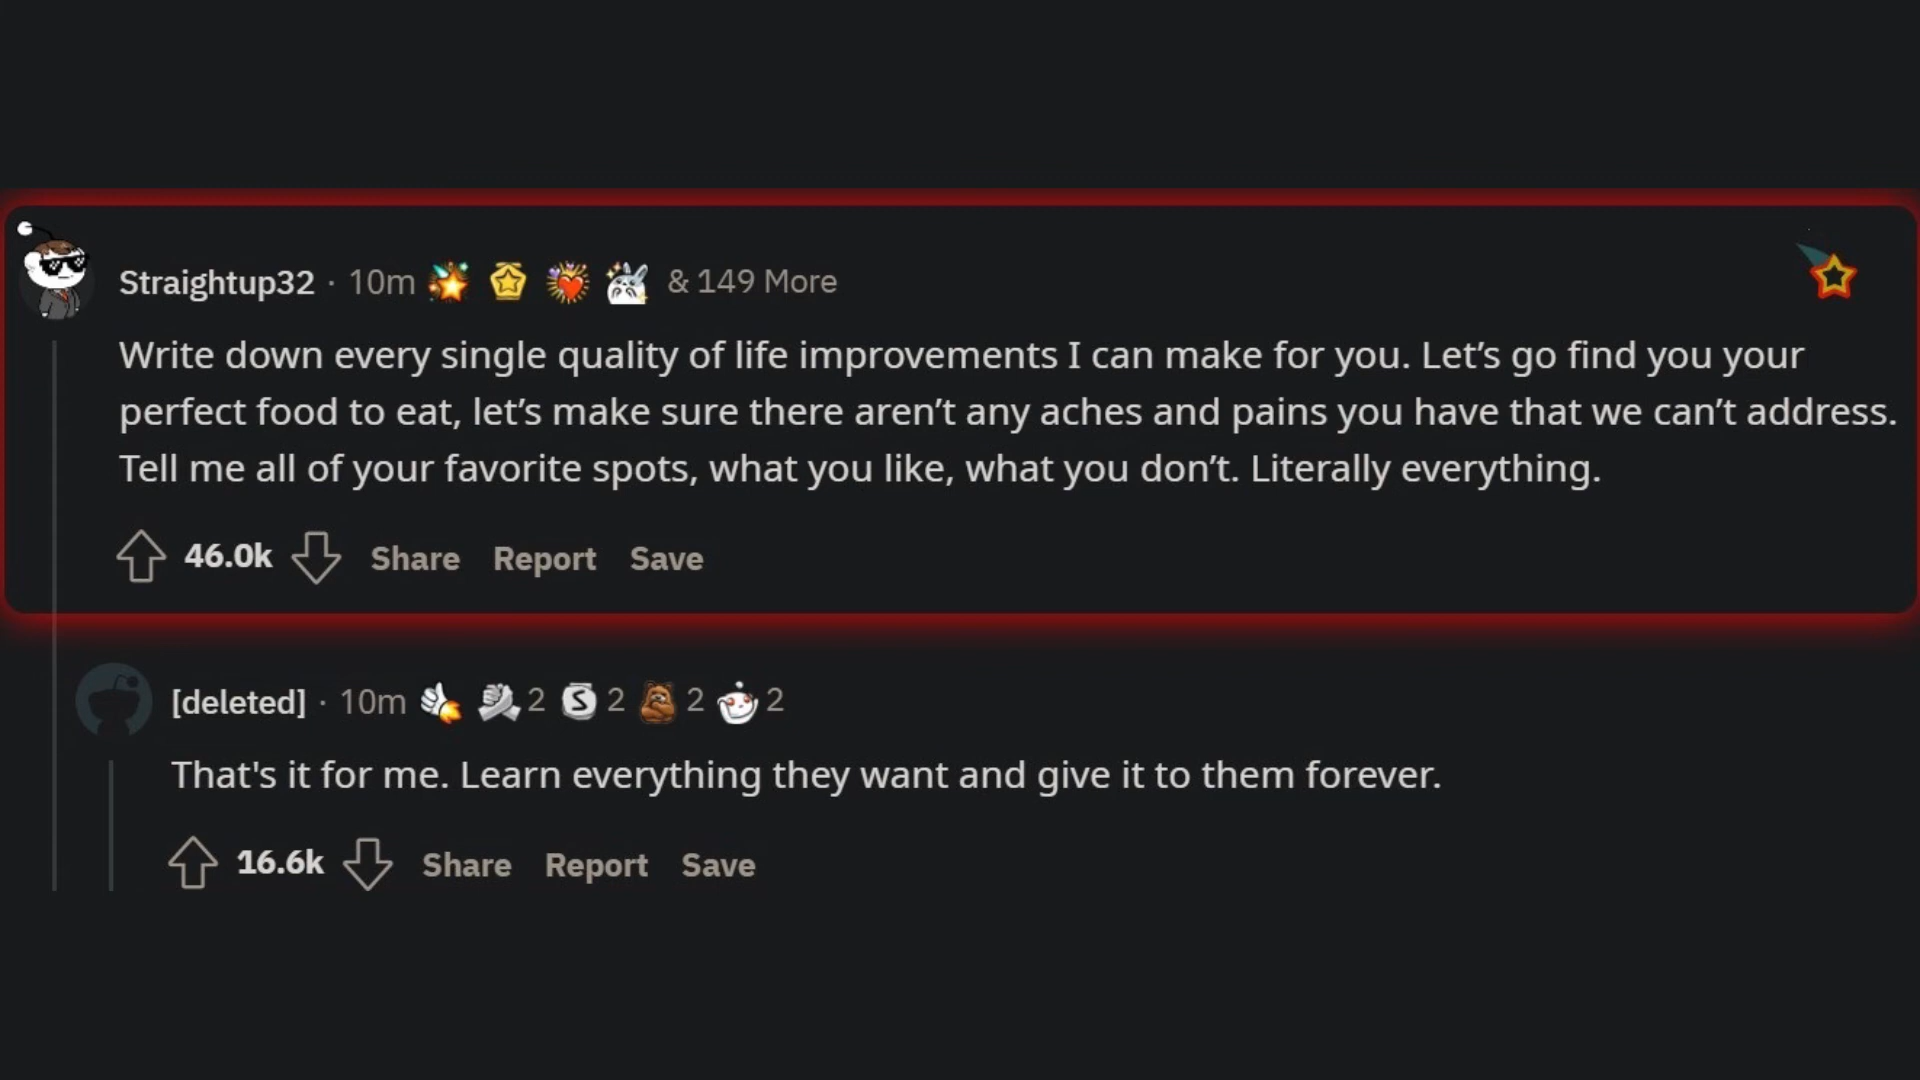 Straightup32 · 10m & 149 More
Write down every single quality of life improvements I can make for you. Let’s go find you your
perfect food to eat, let’s make sure there aren’t any aches and pains you have that we can’t address.
Tell me all of your favorite spots, what you like, what you don’t. Literally everything.
46.0k Share Report Save
[deleted] · 10m 2 S 2 2 2
That's it for me. Learn everything they want and give it to them forever.
16.6k Share Report Save